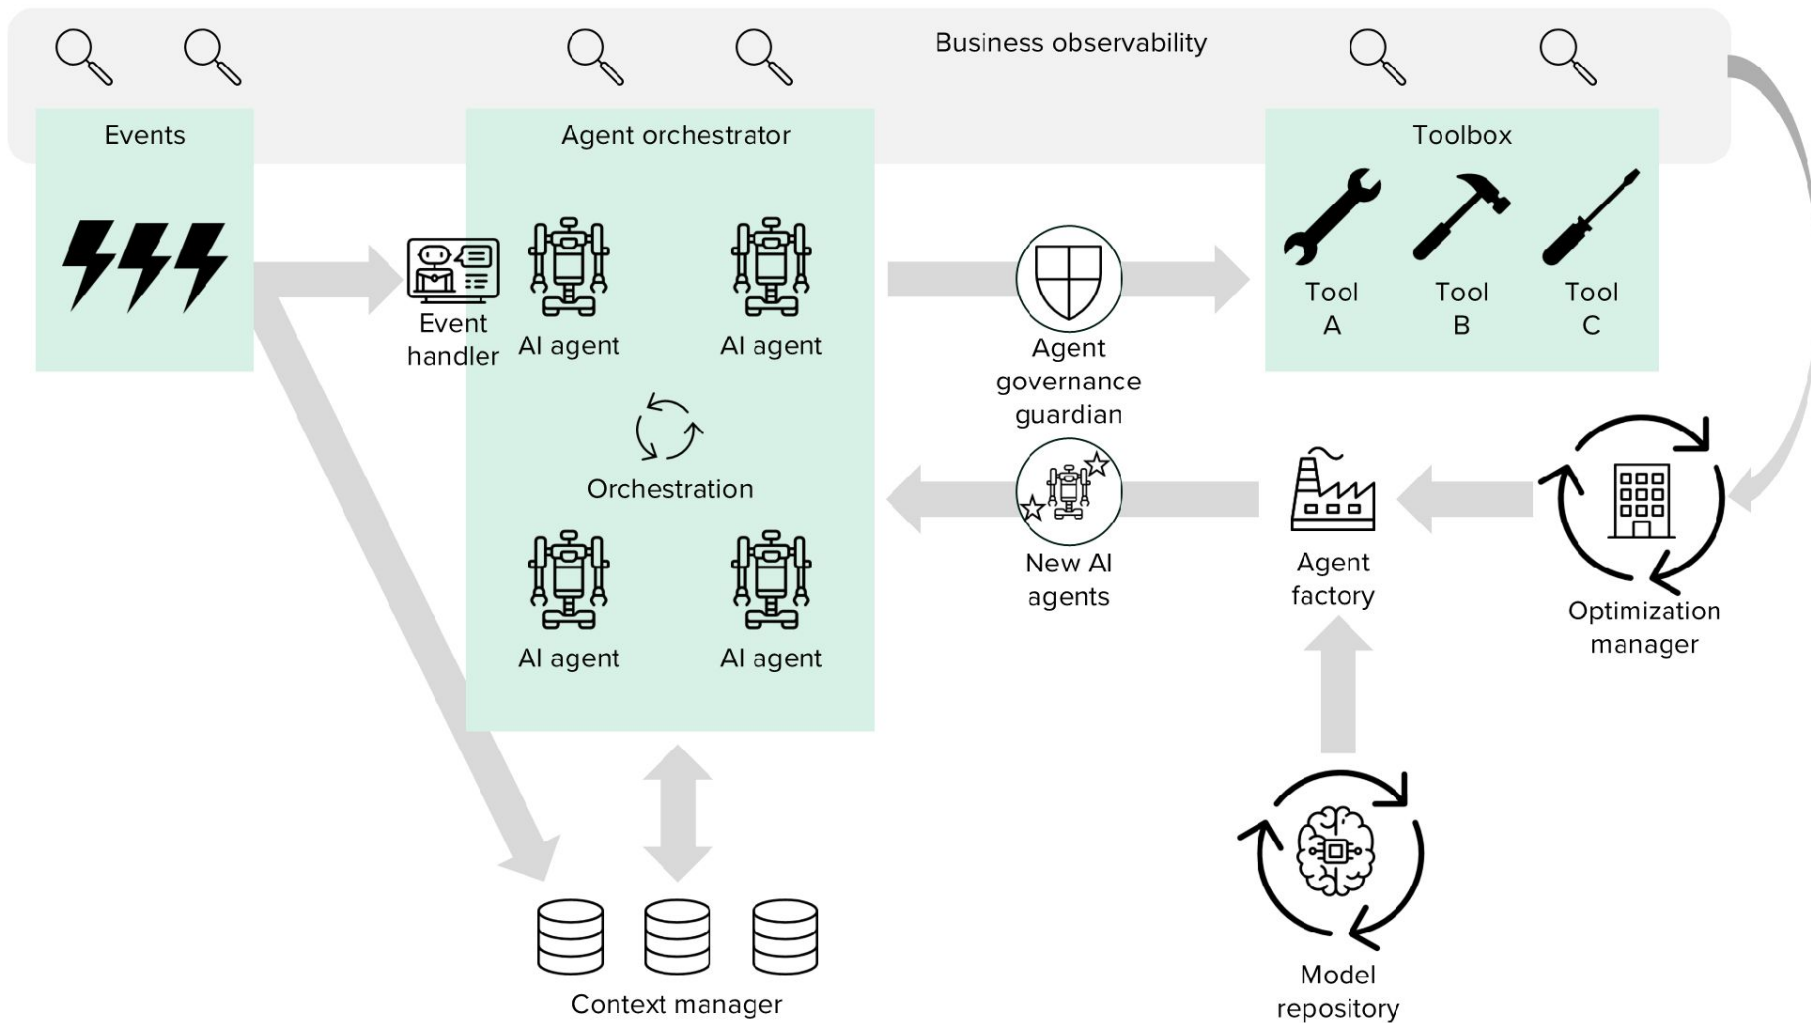 Business observability
Events
Agent orchestrator
Toolbox
Event
handler
AI agent
AI agent
Agent
governance
guardian
Tool
A
Tool
B
Tool
C
Orchestration
AI agent
AI agent
New AI
agents
Agent
factory
Optimization
manager
Context manager
Model
repository